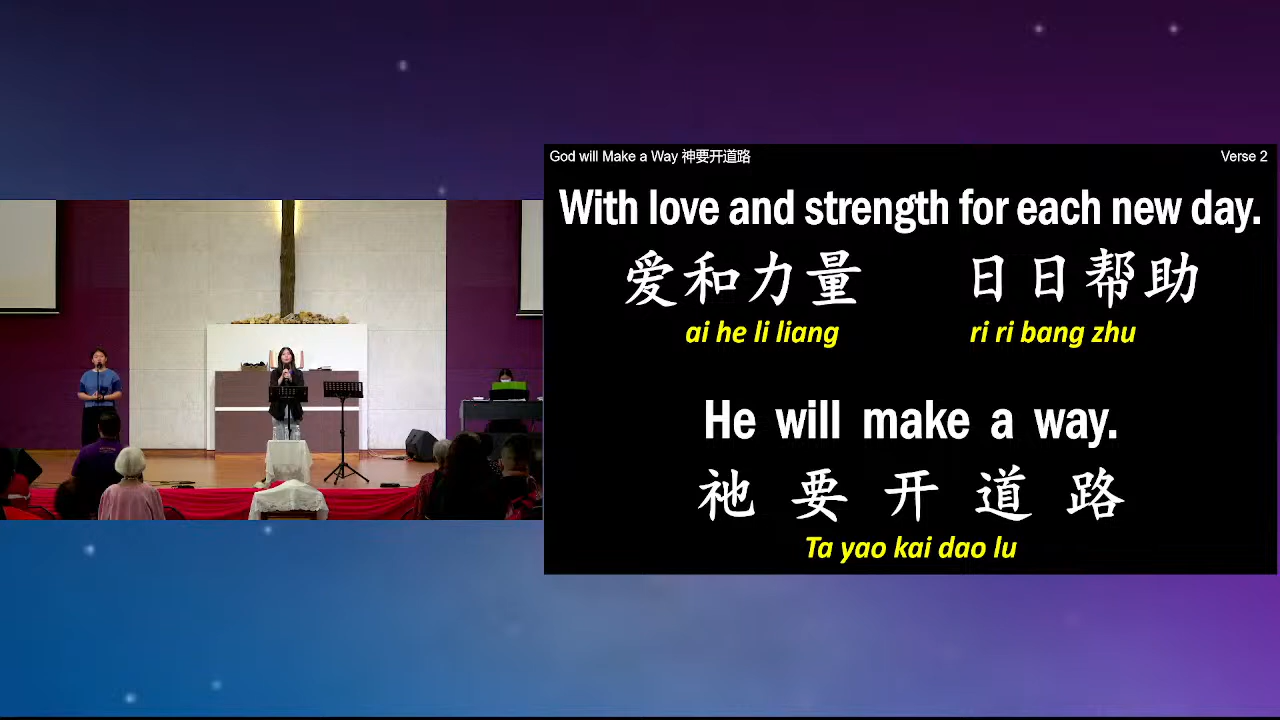 God will Make a Way 神要开道路 Verse 2
With love and strength for each new day.
爱和力量 日日帮助
ai he li liang ri ri bang zhu
He will make a way.
祂要开道路
Ta yao kai dao lu